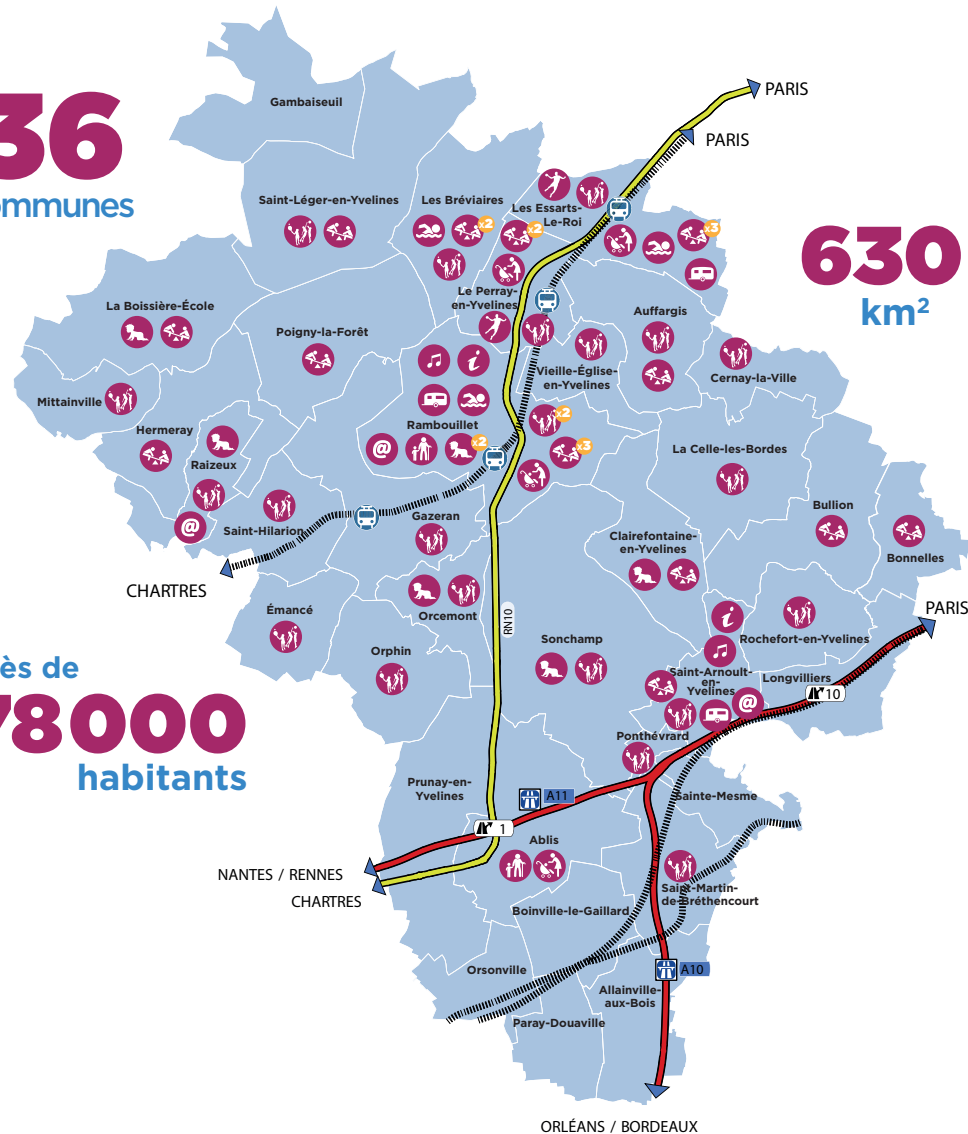 PARIS
PARIS
36
communes
Gambaiseuil
Saint-Léger-en-Yvelines
Les Bréviaires
x2
Les Essarts-
Le-Roi
x2
x3
630
km²
Le Perray-
en-Yvelines
La Boissière-École
Poigny-la-Forêt
Auffargis
i
Vieille-Église-
en-Yvelines
Cernay-la-Ville
Mittainville
Hermeray
Raizeux
Rambouillet
x2
@
x2
x3
La Celle-les-Bordes
@
Saint-Hilarion
Gazeran
Bullion
Bonnelles
Clairefontaine-
en-Yvelines
CHARTRES
Émancé
Orcemont
RN10
Orphin
Sonchamp
i
Rochefort-en-Yvelines
PARIS
Saint-Arnoult-
en-
Yvelines
@
Longvilliers
10
Ponthévrard
ès de
78000
habitants
Prunay-en-
Yvelines
A11
Sainte-Mesme
1
Ablis
NANTES / RENNES
CHARTRES
Saint-Martin-
de-Bréthencourt
Boinville-le-Gaillard
Orsonville
A10
Allainville-
aux-Bois
Paray-Douaville
ORLÉANS / BORDEAUX